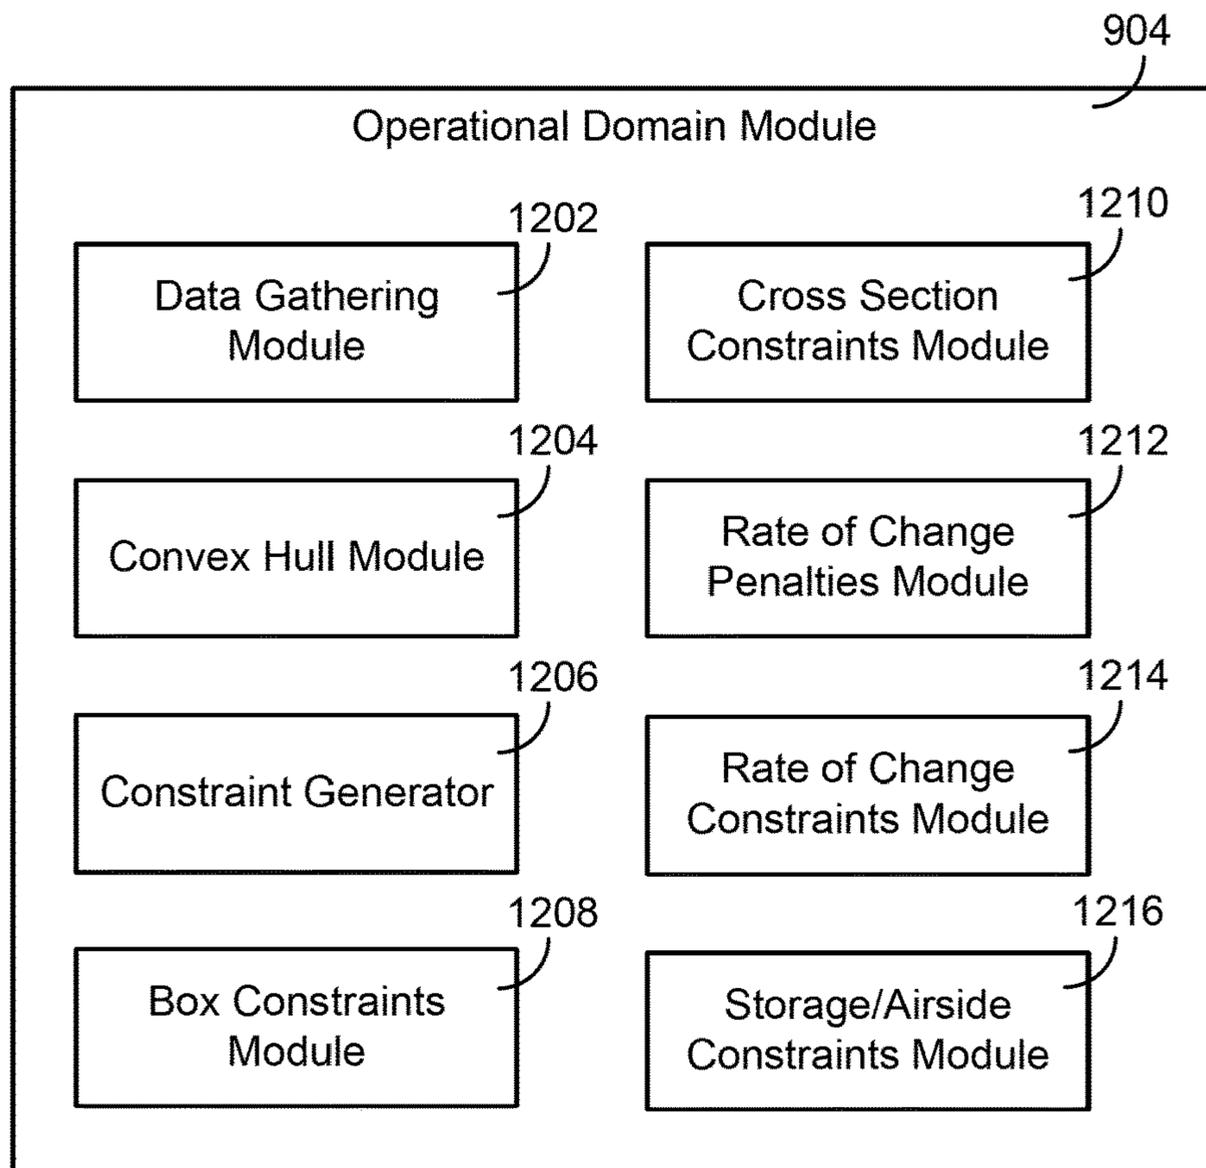 904
Operational Domain Module
1202
Data Gathering
Module
1210
Cross Section
Constraints Module
1204
Convex Hull Module
1212
Rate of Change
Penalties Module
1206
Constraint Generator
1214
Rate of Change
Constraints Module
1208
Box Constraints
Module
1216
Storage/Airside
Constraints Module